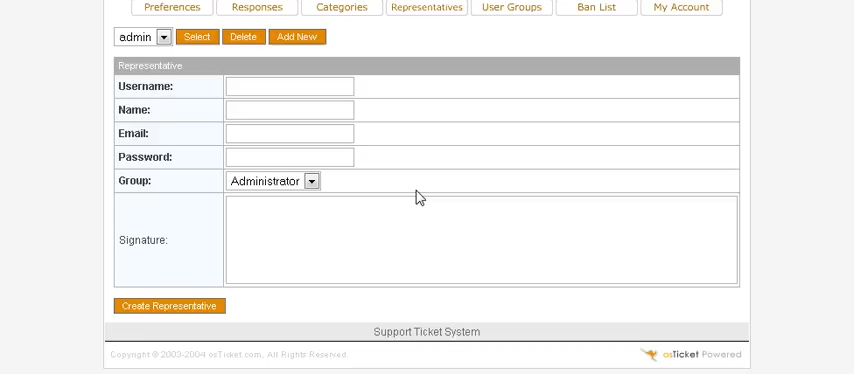 Preferences Responses Categories Representatives User Groups Ban List My Account
admin Select Delete Add New
Representative
Username:
Name:
Email:
Password:
Group: Administrator
Signature:
Create Representative
Support Ticket System
Copyright © 2003-2004 osTicket.com. All Rights Reserved. osTicket Powered